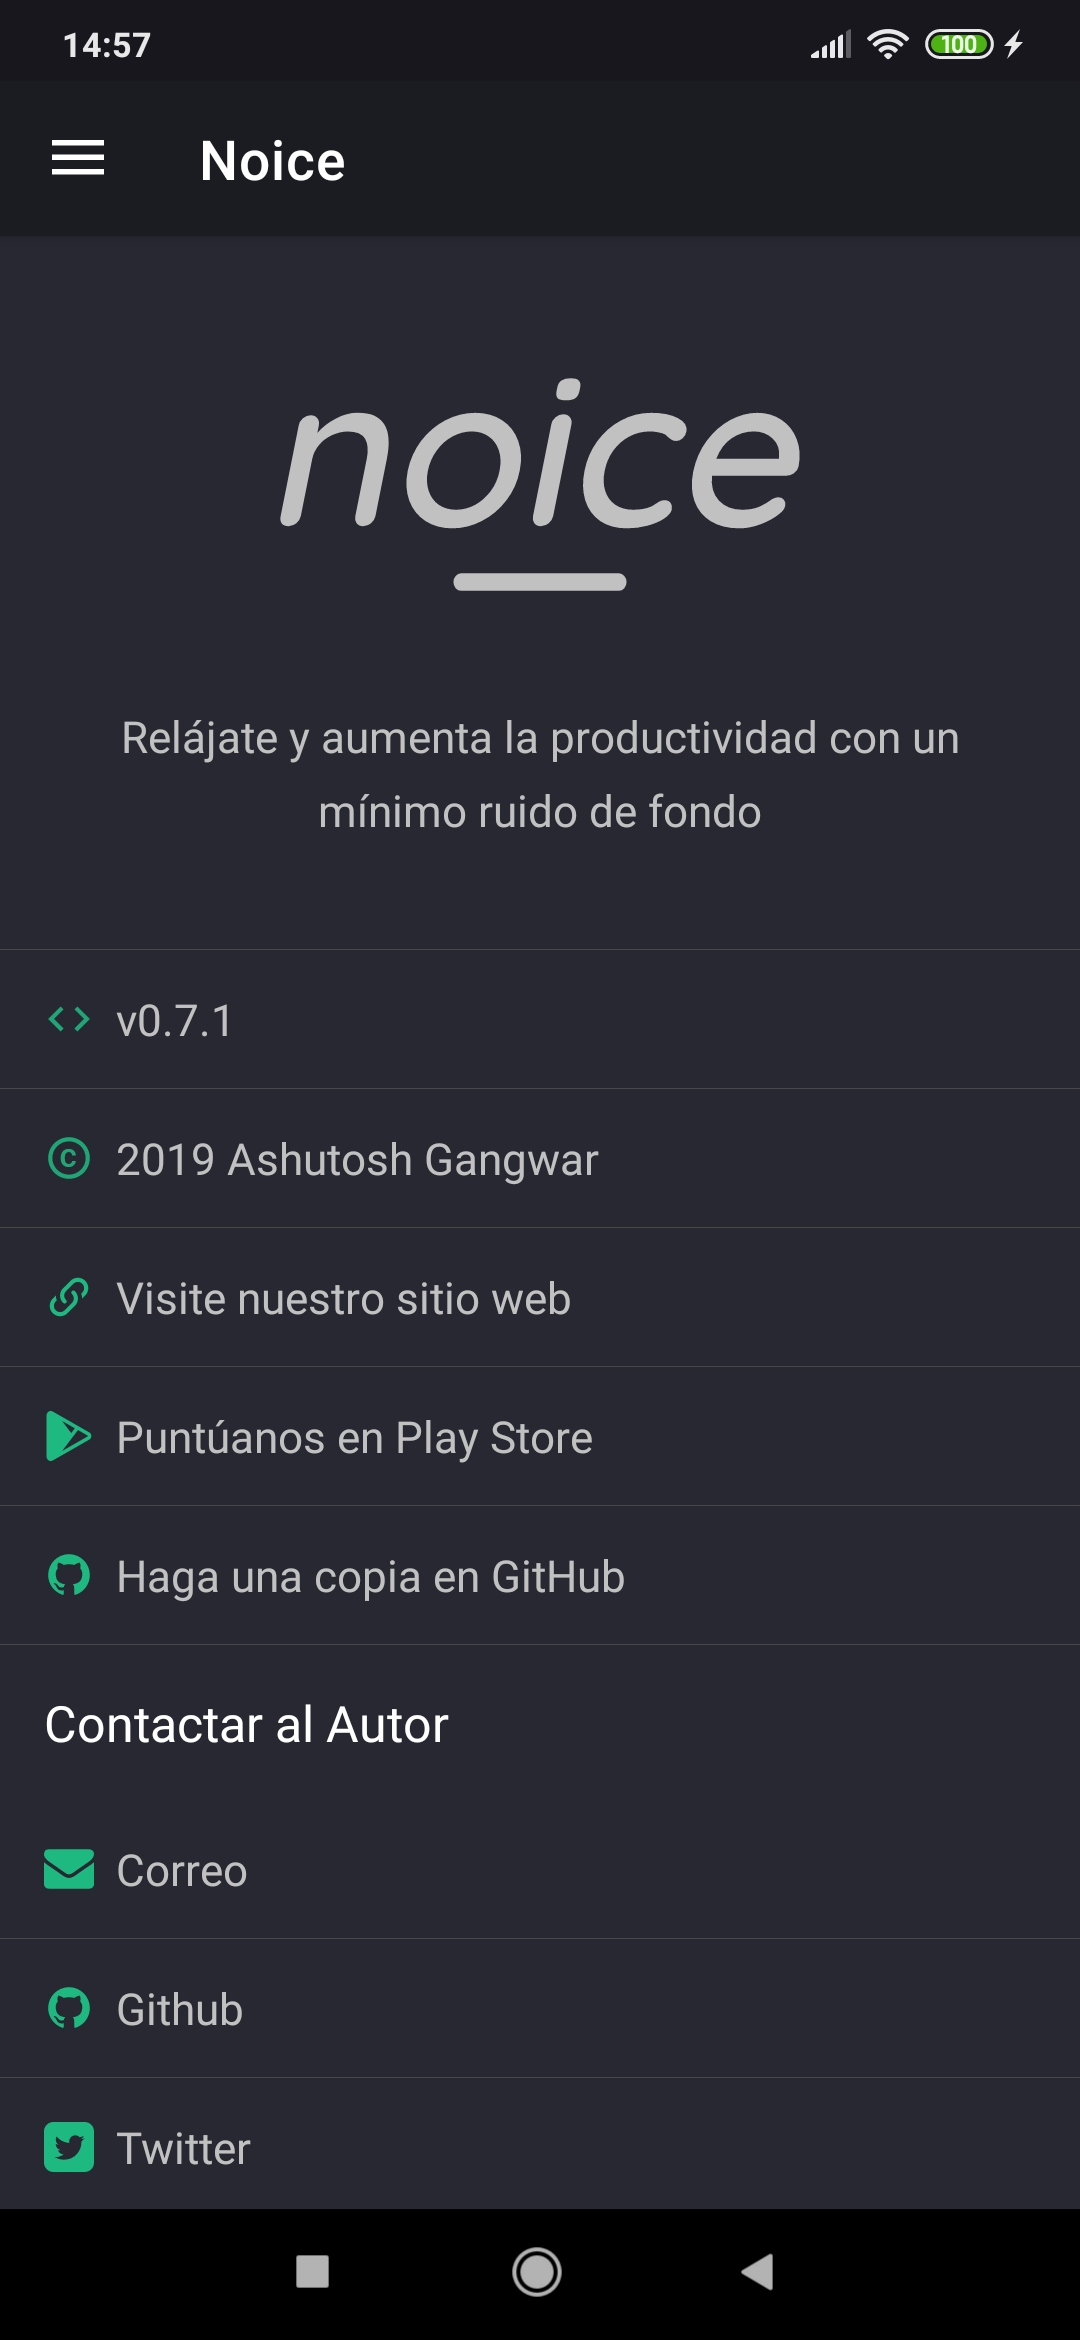 14:57
100
Noice
noice
Relájate y aumenta la productividad con un
mínimo ruido de fondo
v0.7.1
© 2019 Ashutosh Gangwar
Visite nuestro sitio web
Puntúanos en Play Store
Haga una copia en GitHub
Contactar al Autor
Correo
Github
Twitter